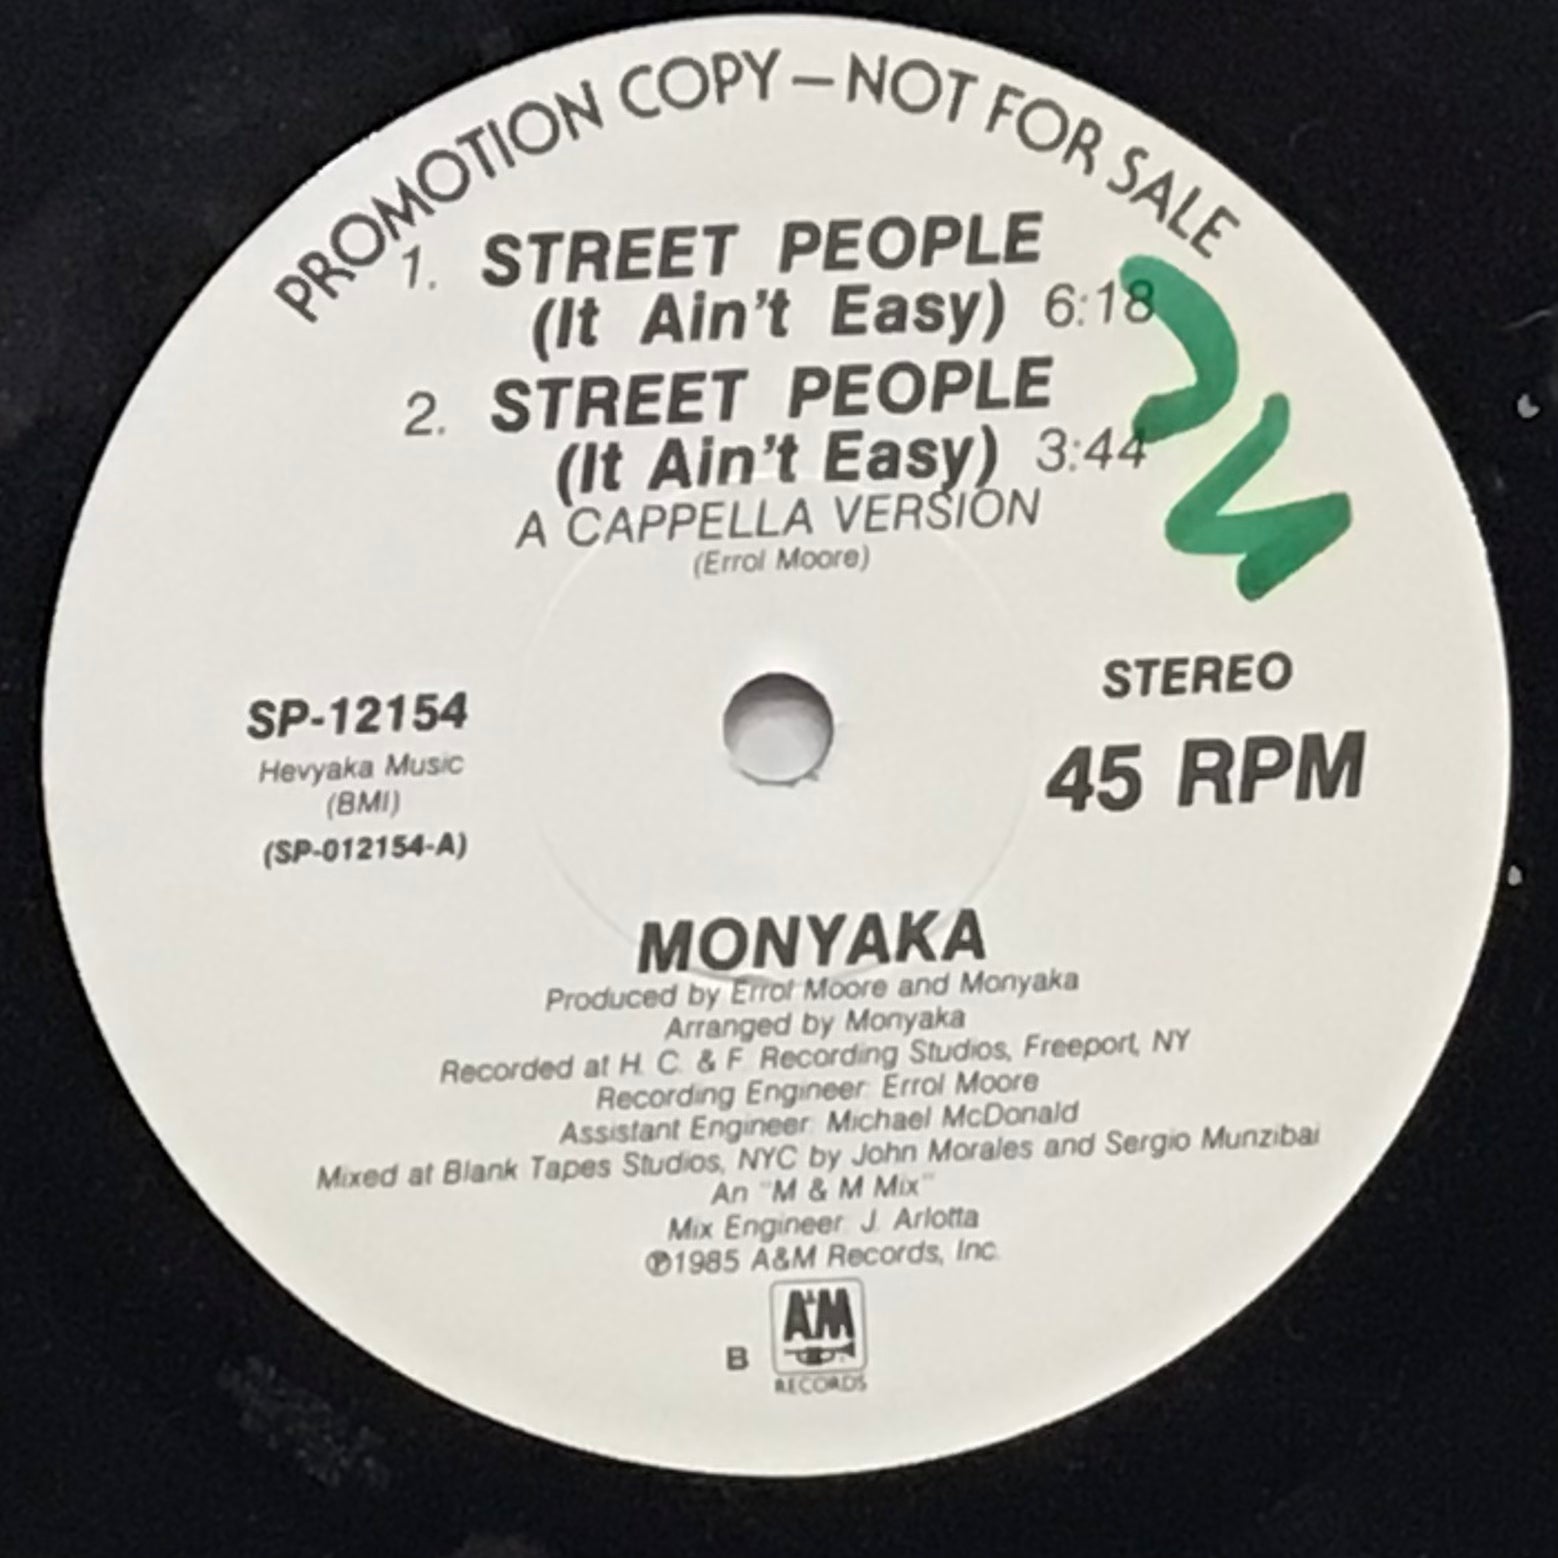 PROMOTION COPY — NOT FOR SALE
1. STREET PEOPLE
(It Ain't Easy) 6:18
2. STREET PEOPLE
(It Ain't Easy) 3:44
A CAPPELLA VERSION
(Errol Moore)
SP-12154
Hevyaka Music
(BMI)
(SP-012154-A)
STEREO
45 RPM
MONYAKA
Produced by Errol Moore and Monyaka
Arranged by Monyaka
Recorded at H. C. & F. Recording Studios, Freeport, NY
Recording Engineer: Errol Moore
Assistant Engineer: Michael McDonald
Mixed at Blank Tapes Studios, NYC by John Morales and Sergio Munzibai
An "M & M Mix"
Mix Engineer: J. Arlotta
℗1985 A&M Records, Inc.
A&M
B
RECORDS